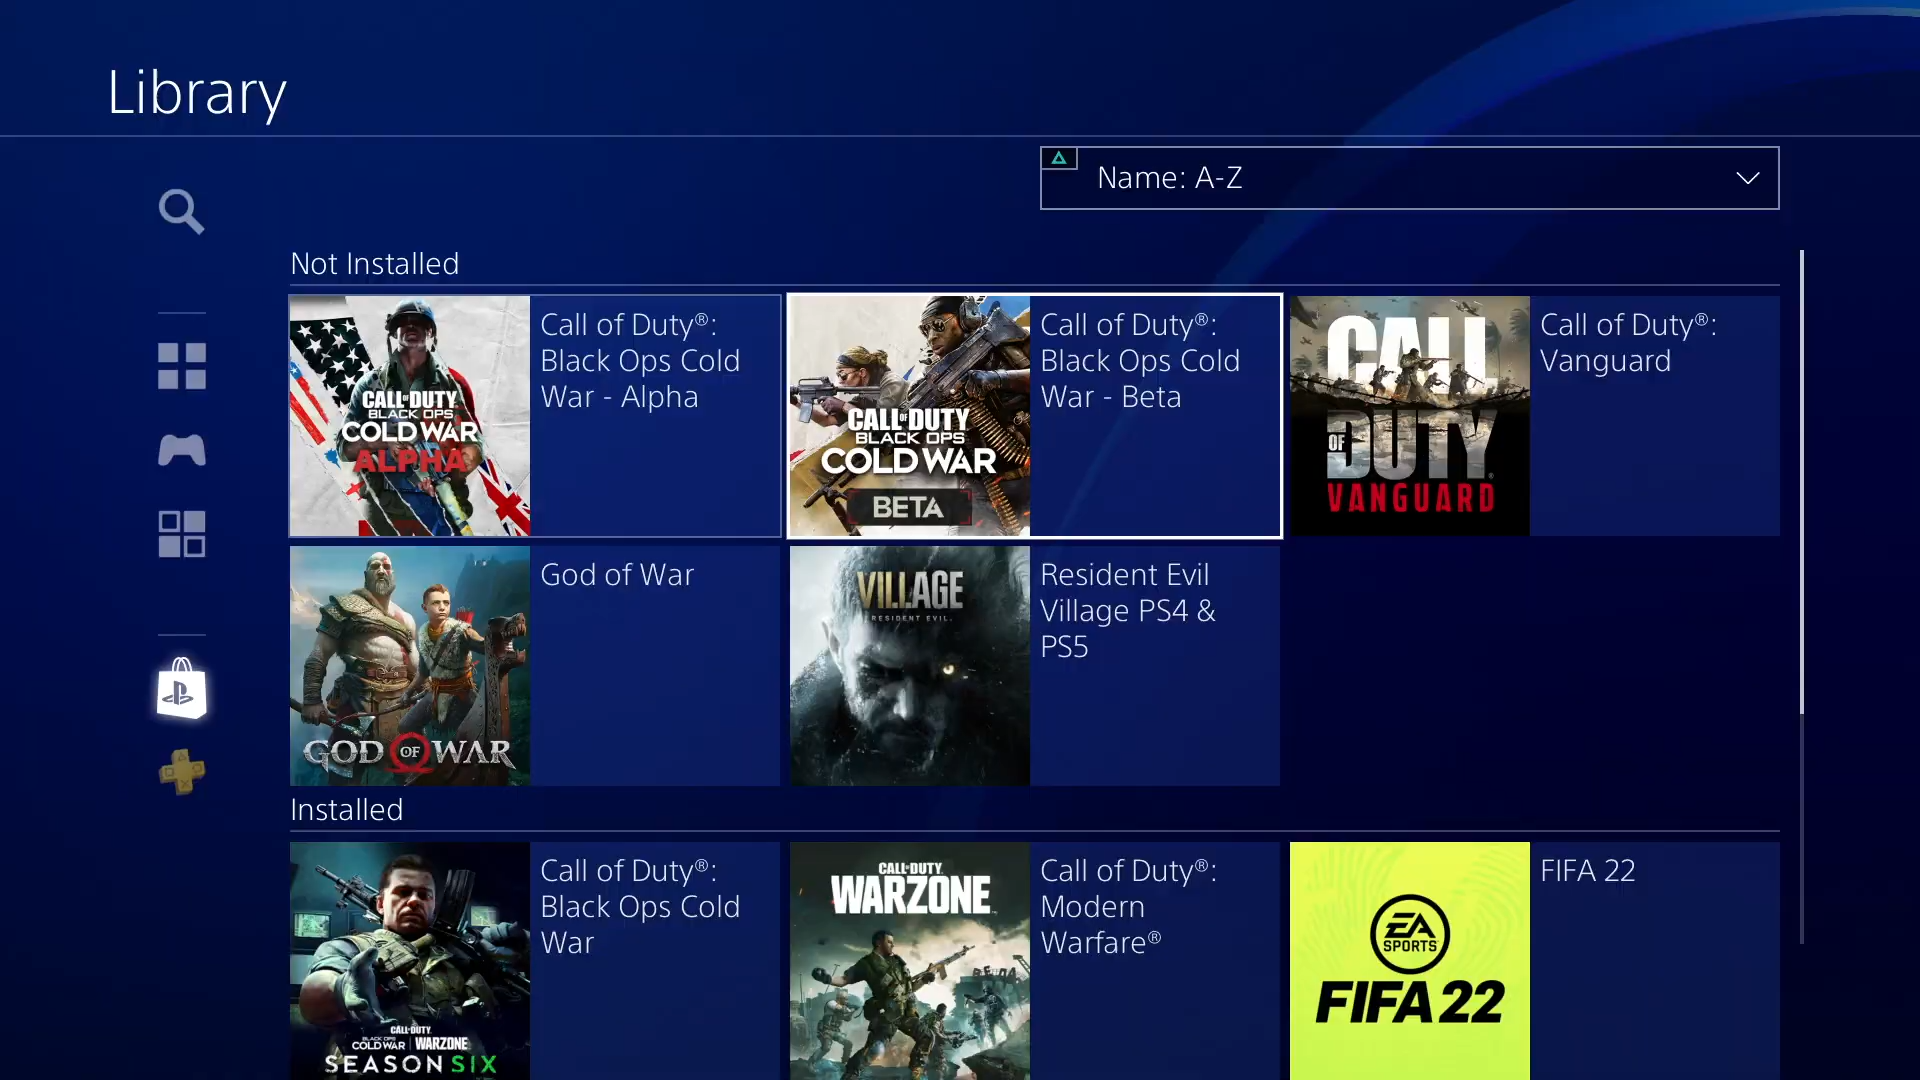 Library
Name: A-Z
Not Installed
CALL OF DUTY
BLACK OPS
COLD WAR
ALPHA
Call of Duty®:
Black Ops Cold
War - Alpha
CALL OF DUTY
BLACK OPS
COLD WAR
BETA
Call of Duty®:
Black Ops Cold
War - Beta
CALL
OF DUTY
VANGUARD
Call of Duty®:
Vanguard
GOD OF WAR
God of War
VILLAGE
RESIDENT EVIL
Resident Evil
Village PS4 &
PS5
Installed
CALL OF DUTY
BLACK OPS
COLD WAR | WARZONE
SEASON SIX
Call of Duty®:
Black Ops Cold
War
CALL OF DUTY
WARZONE
Call of Duty®:
Modern
Warfare®
EA
SPORTS
FIFA 22
FIFA 22